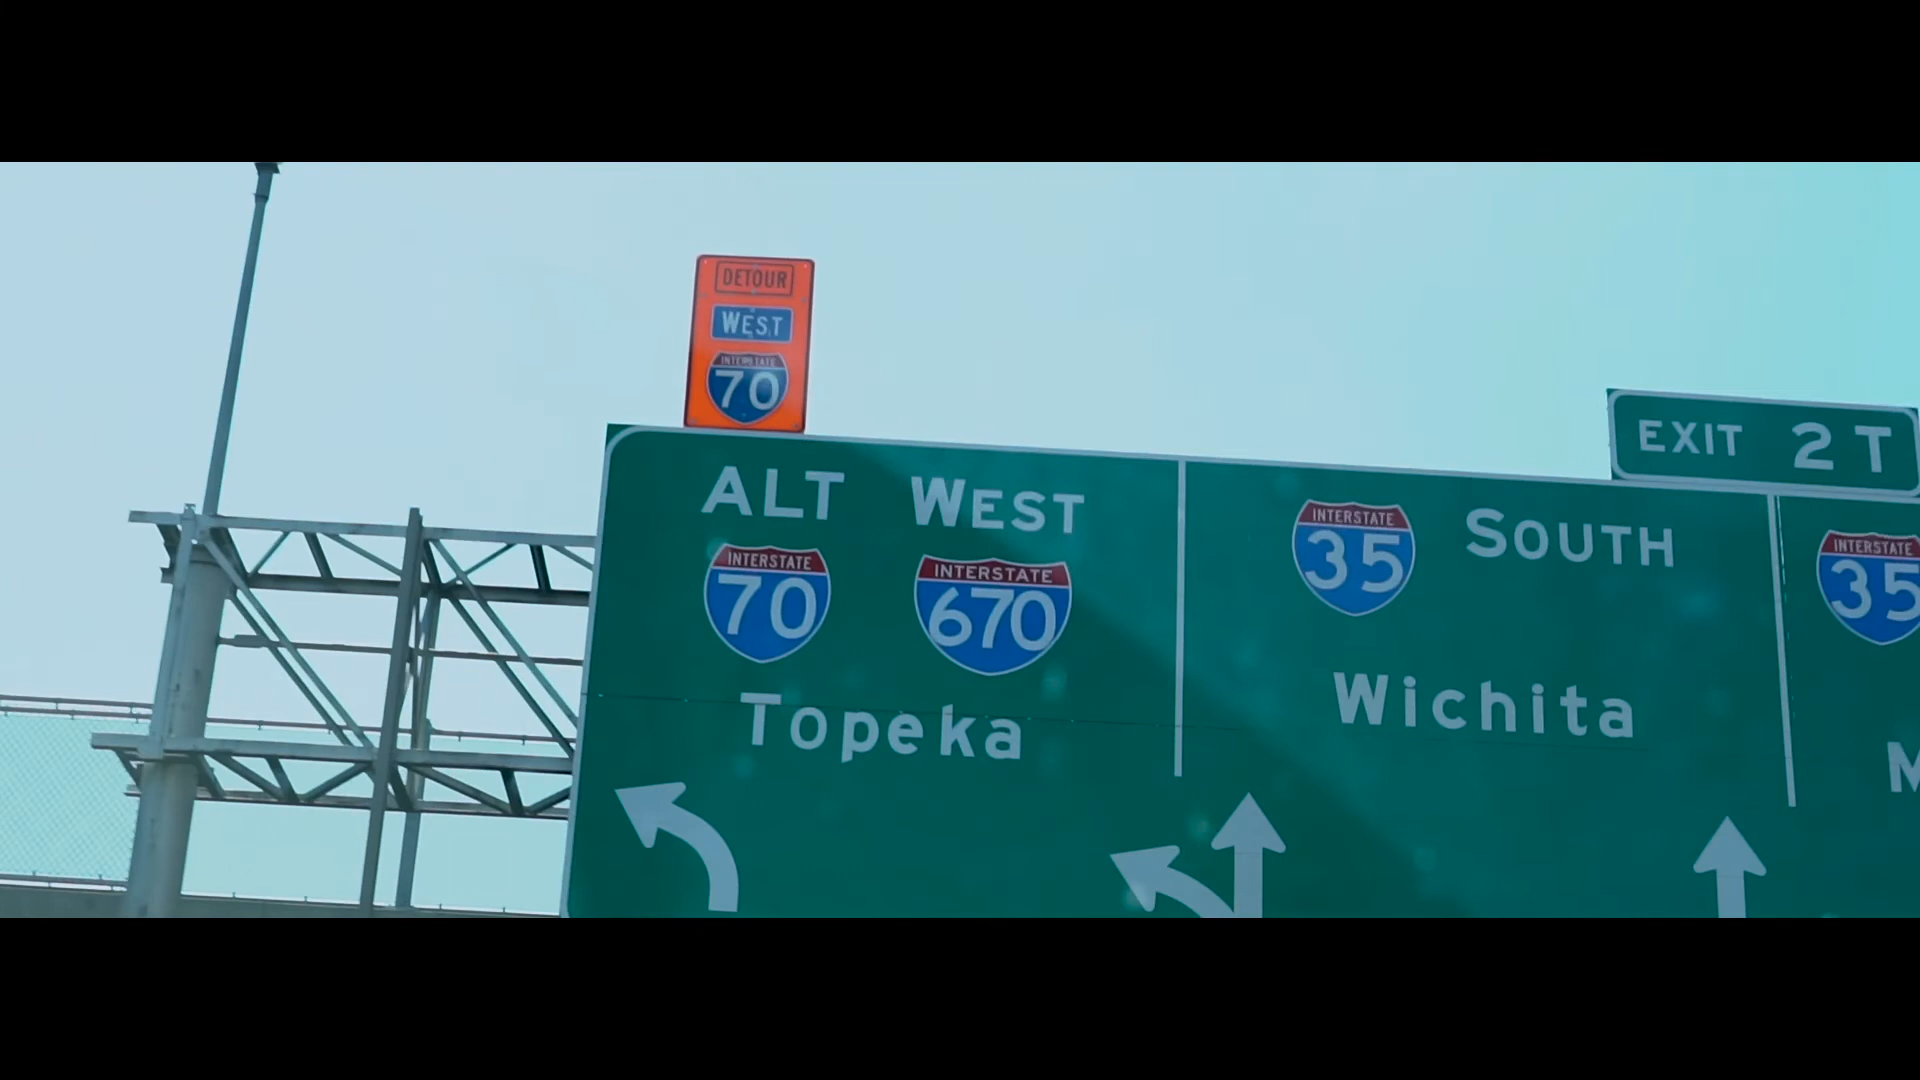 DETOUR
WEST
INTERSTATE
70
EXIT 2T
ALT WEST
INTERSTATE
70
INTERSTATE
670
Topeka
INTERSTATE
35
SOUTH
Wichita
INTERSTATE
35
M